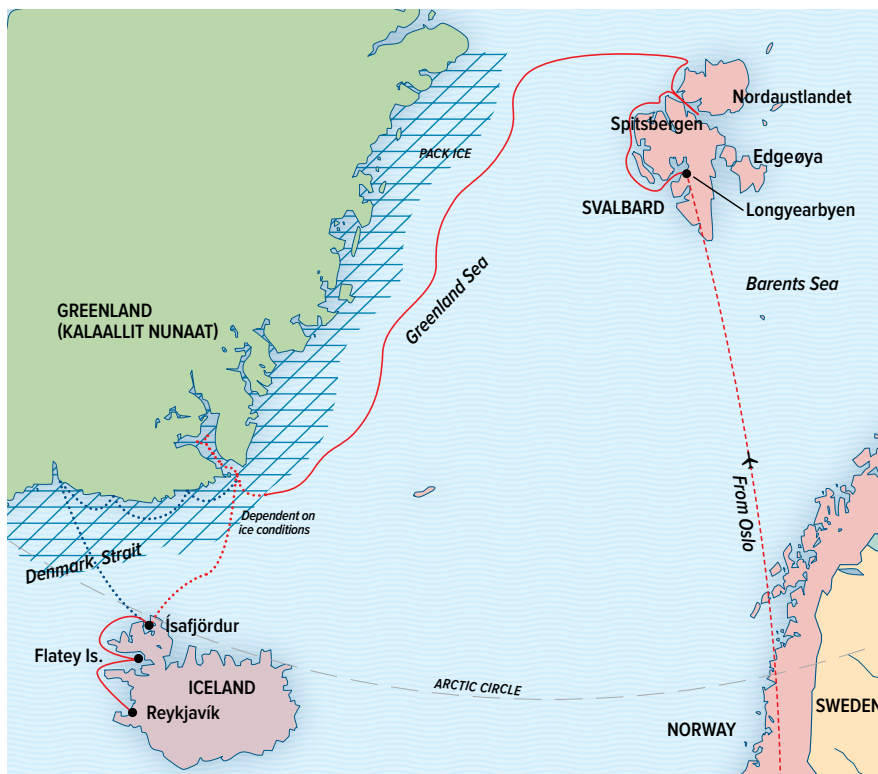 Nordaustlandet
Spitsbergen
PACK ICE
Edgeøya
SVALBARD
Longyearbyen
Barents Sea
Greenland Sea
GREENLAND
(KALAALLIT NUNAAT)
From Oslo
Dependent on
ice conditions
Denmark Strait
Ísafjördur
Flatey Is.
ICELAND
ARCTIC CIRCLE
Reykjavík
NORWAY
SWEDEN